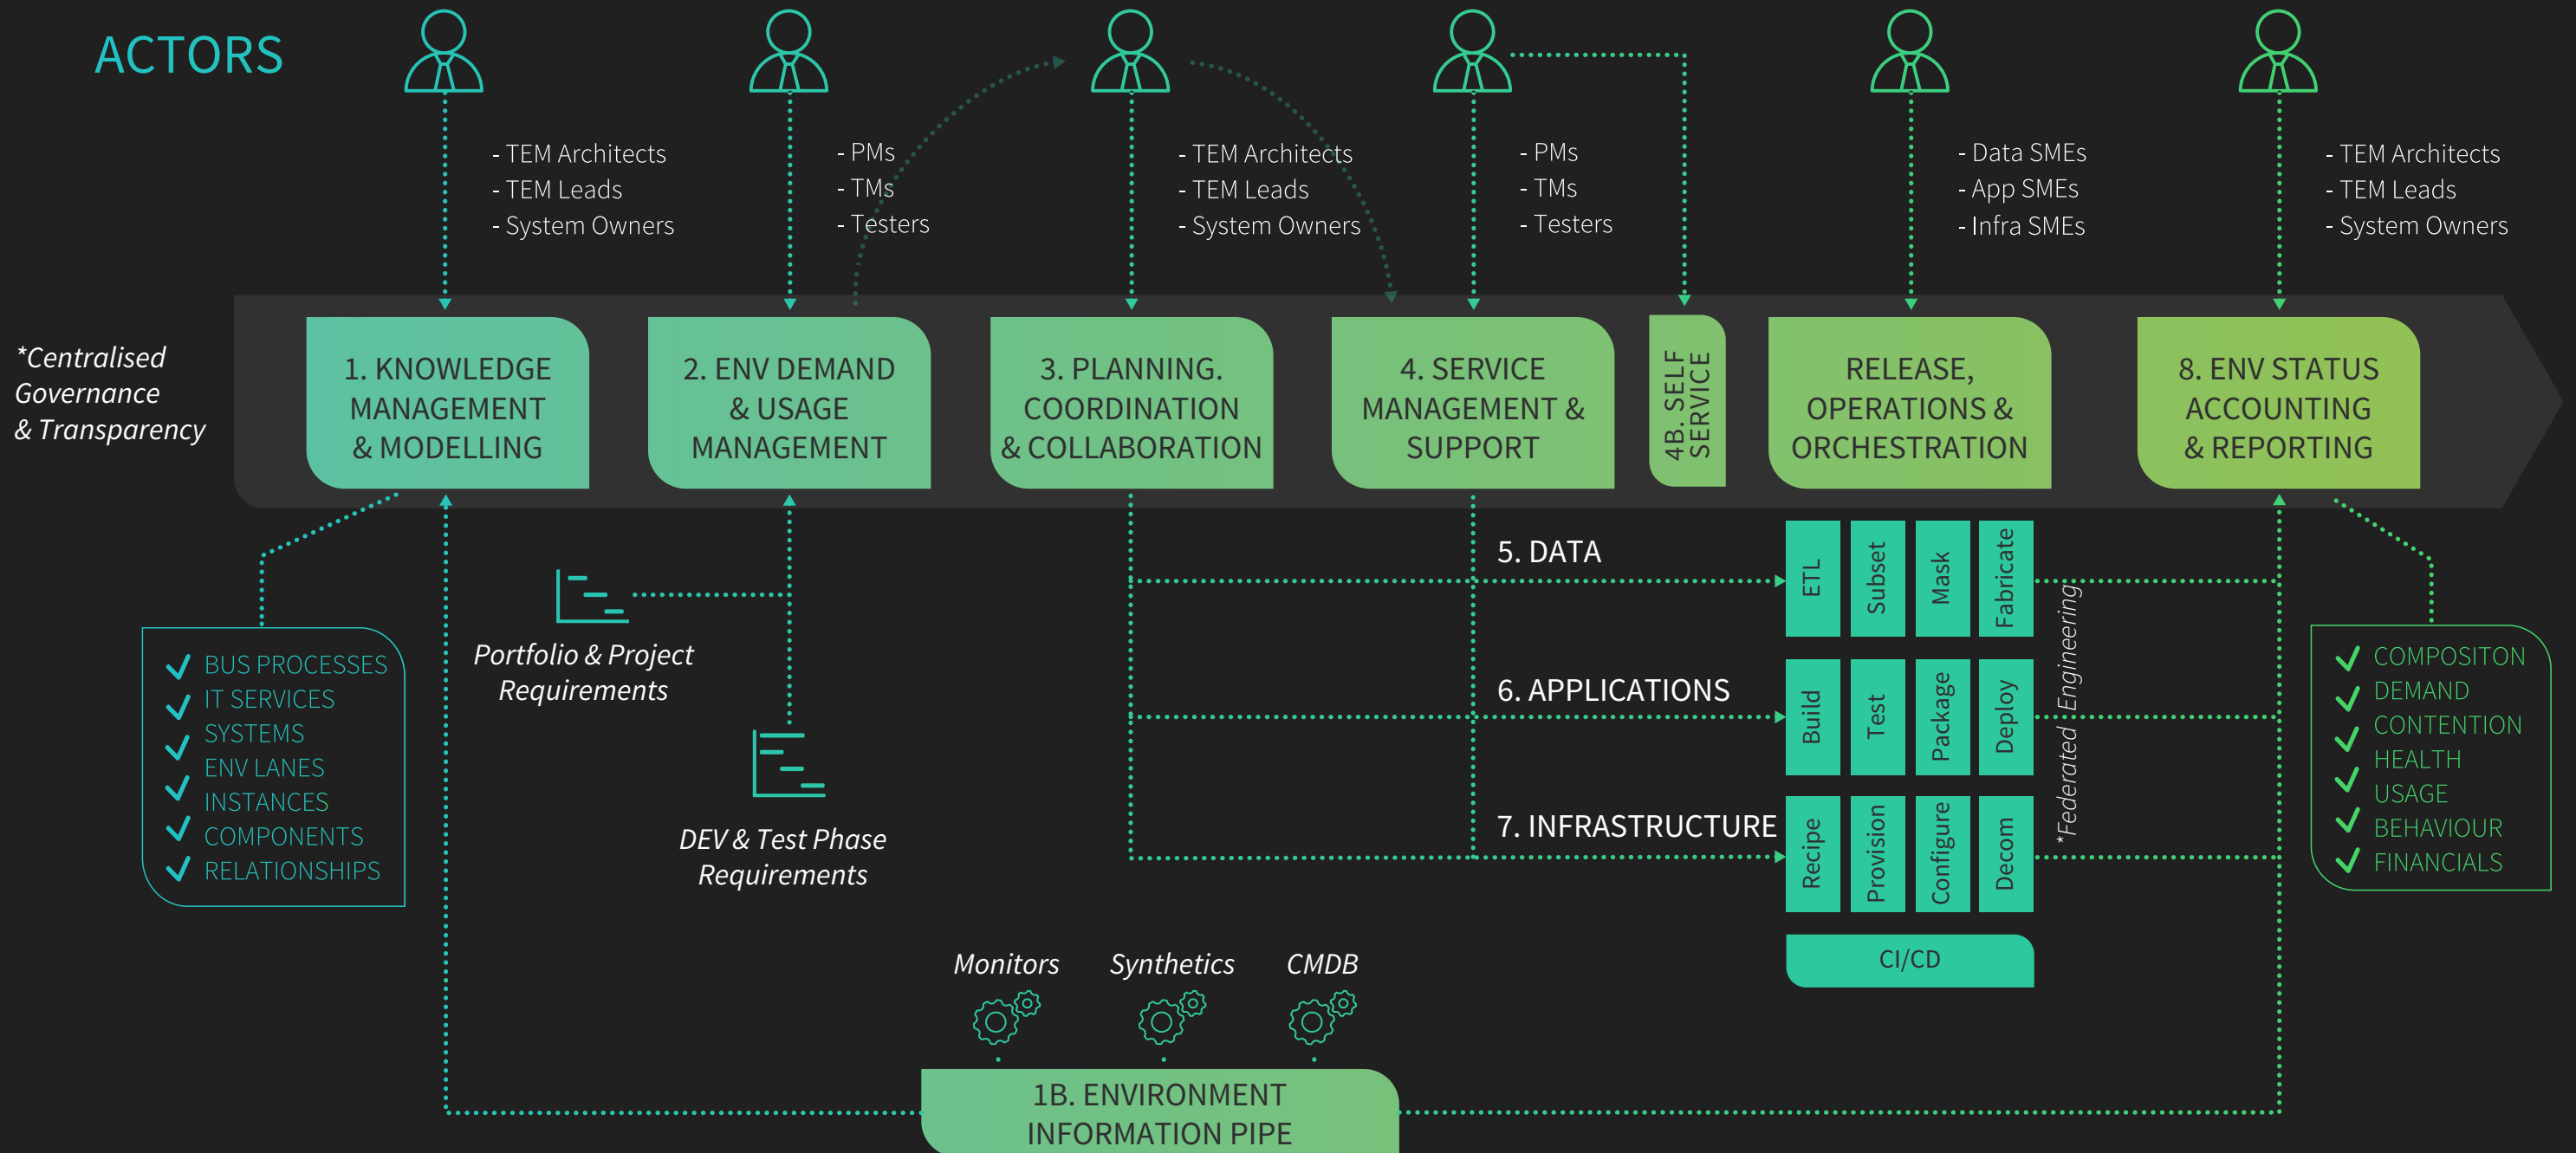 ACTORS
- TEM Architects
- TEM Leads
- System Owners
- PMs
- TMs
- Testers
- TEM Architects
- TEM Leads
- System Owners
- PMs
- TMs
- Testers
- Data SMEs
- App SMEs
- Infra SMEs
- TEM Architects
- TEM Leads
- System Owners
*Centralised
Governance
& Transparency
1. KNOWLEDGE
MANAGEMENT
& MODELLING
2. ENV DEMAND
& USAGE
MANAGEMENT
3. PLANNING.
COORDINATION
& COLLABORATION
4. SERVICE
MANAGEMENT &
SUPPORT
4B. SELF
SERVICE
RELEASE,
OPERATIONS &
ORCHESTRATION
8. ENV STATUS
ACCOUNTING
& REPORTING
BUS PROCESSES
IT SERVICES
SYSTEMS
ENV LANES
INSTANCES
COMPONENTS
RELATIONSHIPS
Portfolio & Project
Requirements
DEV & Test Phase
Requirements
5. DATA
ETL
Subset
Mask
Fabricate
6. APPLICATIONS
Build
Test
Package
Deploy
7. INFRASTRUCTURE
Recipe
Provision
Configure
Decom
CI/CD
*Federated Engineering
COMPOSITON
DEMAND
CONTENTION
HEALTH
USAGE
BEHAVIOUR
FINANCIALS
Monitors
Synthetics
CMDB
1B. ENVIRONMENT
INFORMATION PIPE